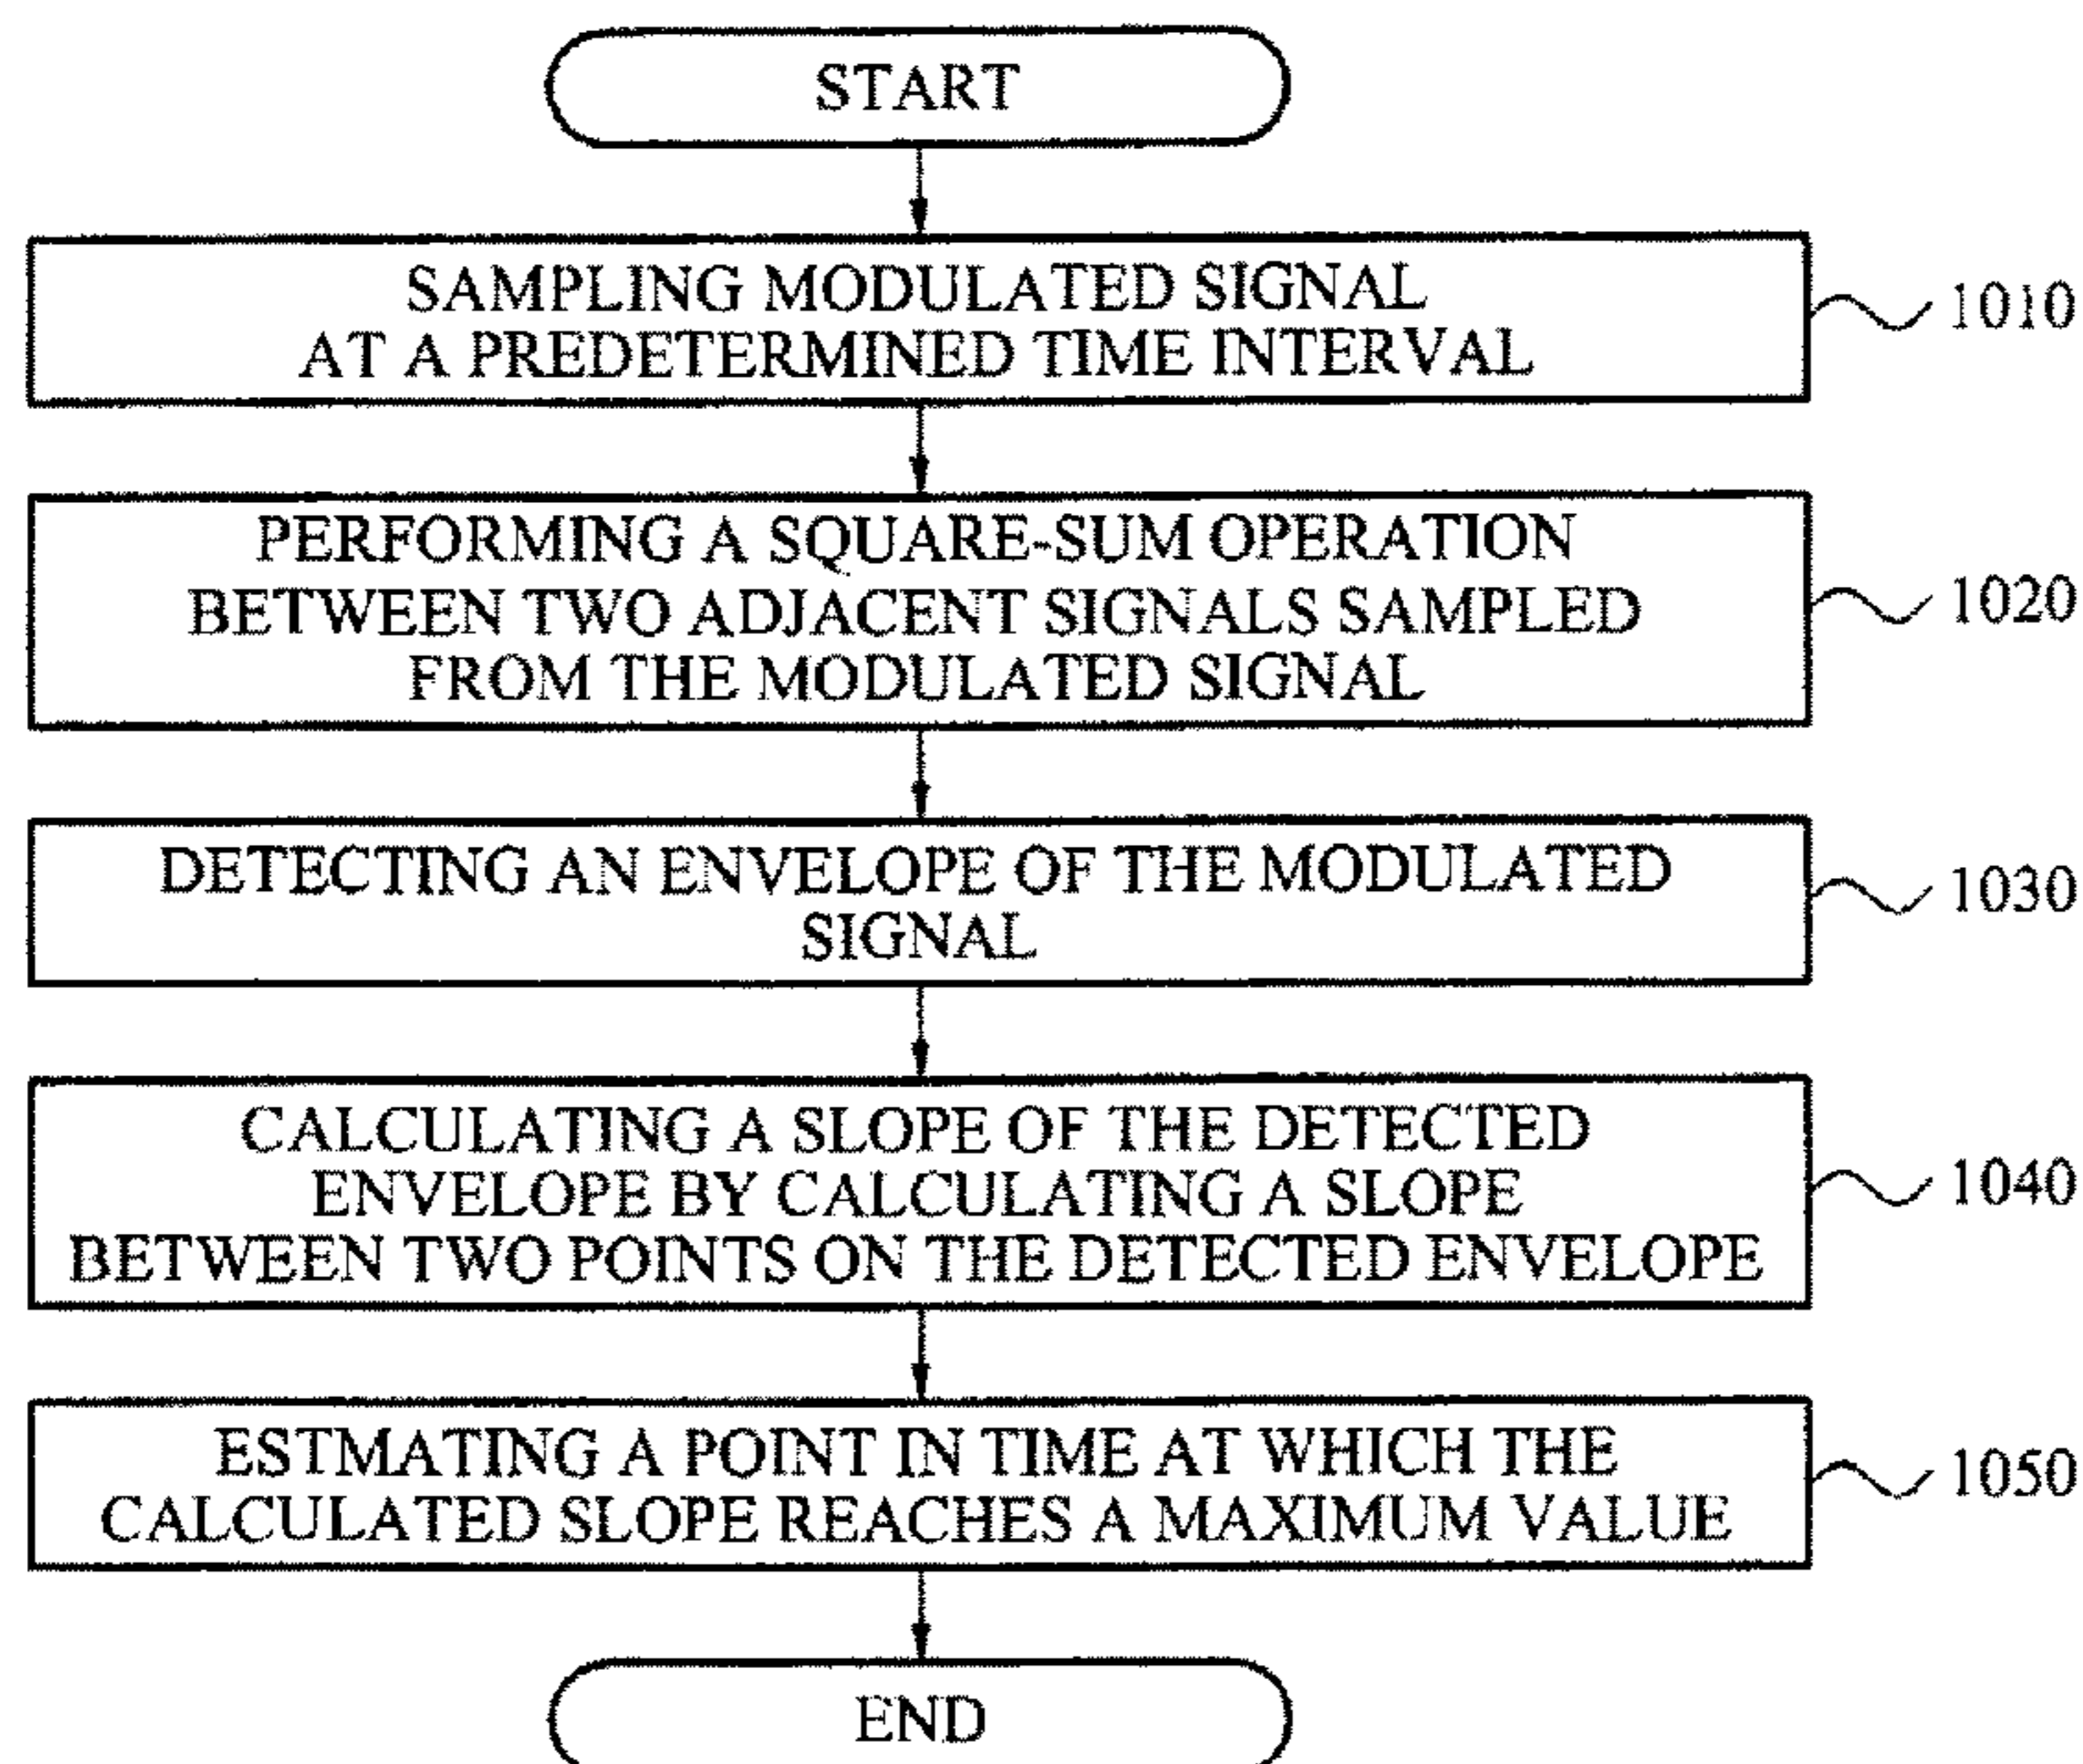 START
SAMPLING MODULATED SIGNAL
AT A PREDETERMINED TIME INTERVAL
1010
PERFORMING A SQUARE-SUM OPERATION
BETWEEN TWO ADJACENT SIGNALS SAMPLED
FROM THE MODULATED SIGNAL
1020
DETECTING AN ENVELOPE OF THE MODULATED
SIGNAL
1030
CALCULATING A SLOPE OF THE DETECTED
ENVELOPE BY CALCULATING A SLOPE
BETWEEN TWO POINTS ON THE DETECTED ENVELOPE
1040
ESTMATING A POINT IN TIME AT WHICH THE
CALCULATED SLOPE REACHES A MAXIMUM VALUE
1050
END